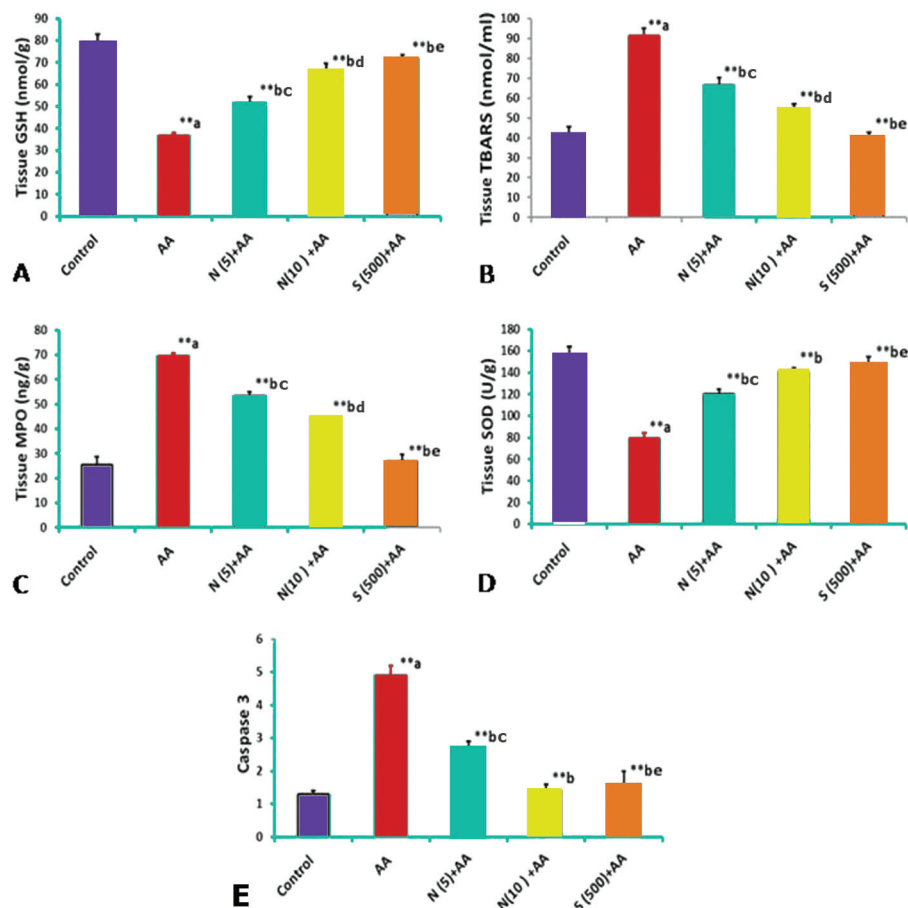 Tissue GSH (nmol/g)
90
80
70
60
50
40
30
20
10
0
**a
**bc
**bd
**be
Control
AA
N (5)+AA
N(10 ) +AA
S (500)+AA
A
Tissue TBARS (nmol/ml)
100
90
80
70
60
50
40
30
20
10
0
**a
**bc
**bd
**be
Control
AA
N (5)+AA
N(10 ) +AA
S (500)+AA
B
Tissue MPO (ng/g)
80
70
60
50
40
30
20
10
0
**a
**bc
**bd
**be
Control
AA
N (5)+AA
N(10 ) +AA
S (500)+AA
C
Tissue SOD (U/g)
180
160
140
120
100
80
60
40
20
0
**a
**bc
**b
**be
Control
AA
N (5)+AA
N(10 ) +AA
S (500)+AA
D
Caspase 3
6
5
4
3
2
1
0
**a
**bc
**b
**be
Control
AA
N (5)+AA
N(10 ) +AA
S (500)+AA
E